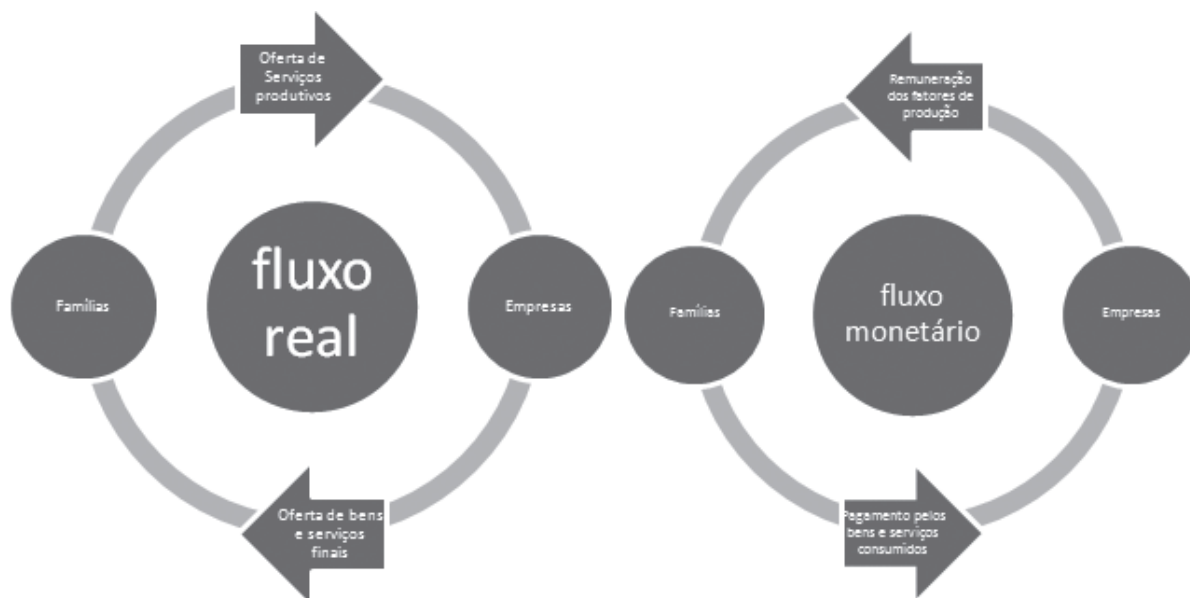 Oferta de
Serviços
produtivos
fluxo
real
Famílias
Empresas
Oferta de bens
e serviços
finais
Remuneração
dos fatores de
produção
fluxo
monetário
Famílias
Empresas
Pagamento pelos
bens e serviços
consumidos